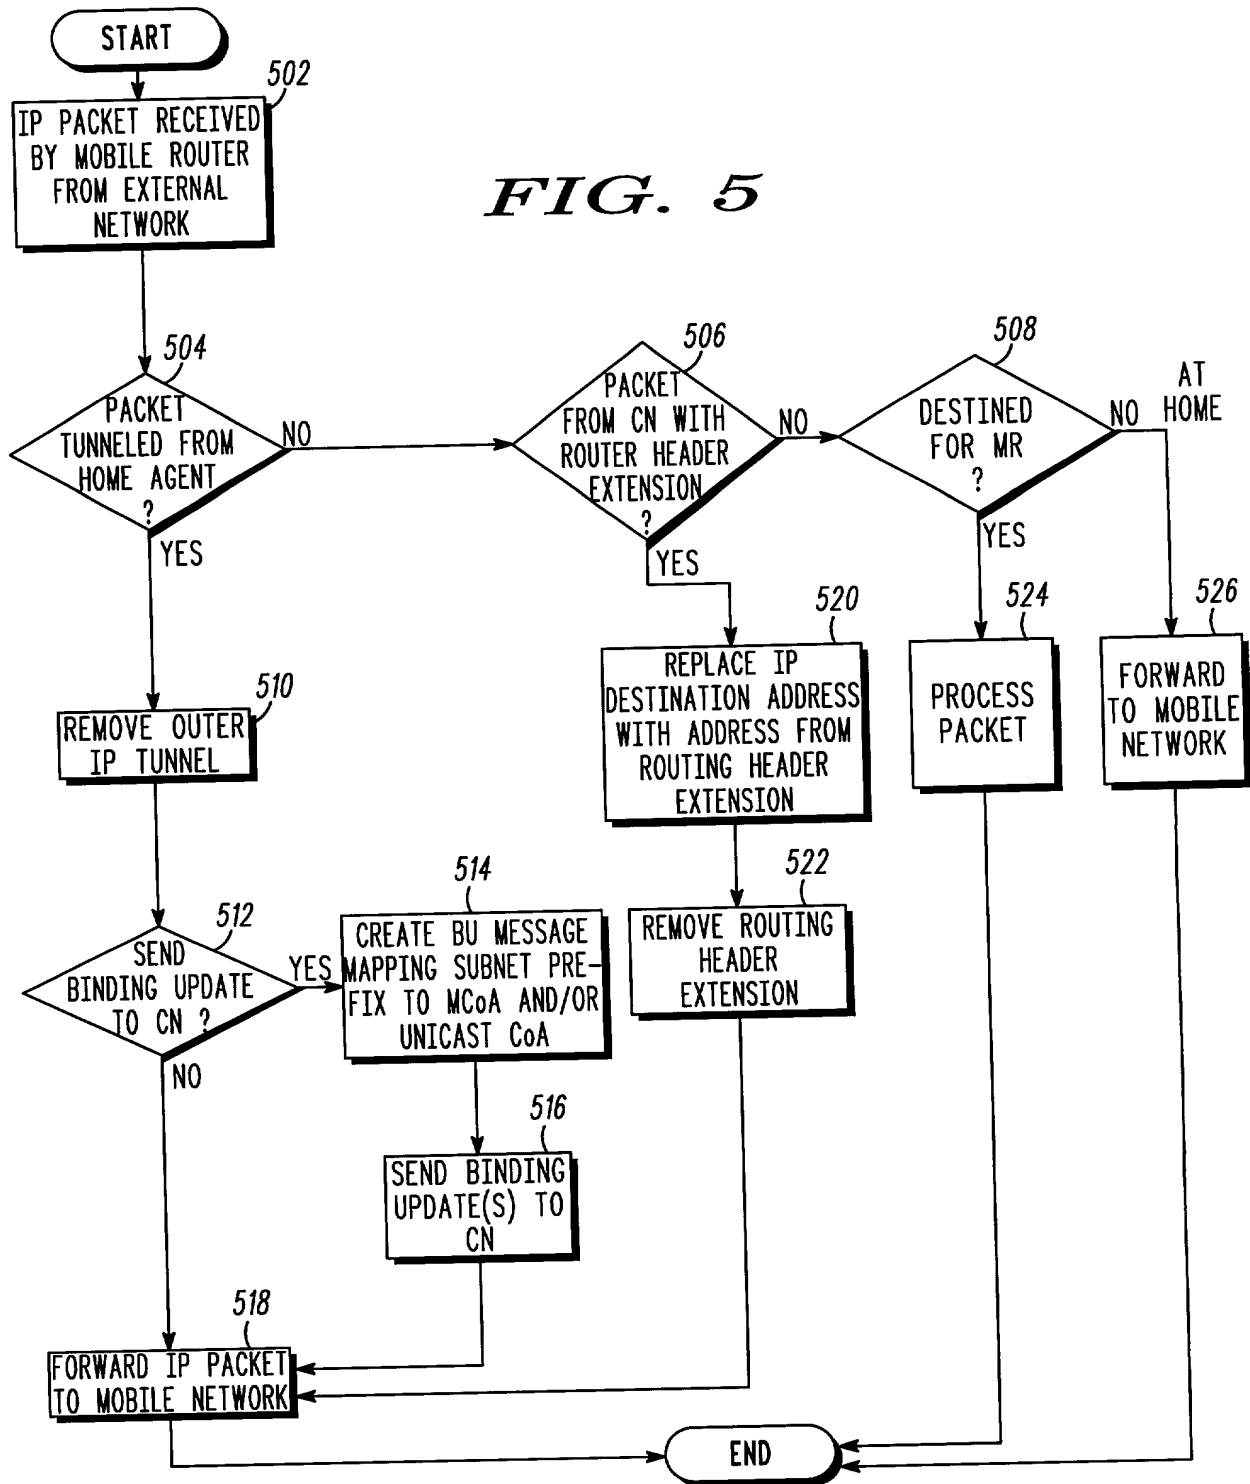 START
502
IP PACKET RECEIVED
BY MOBILE ROUTER
FROM EXTERNAL
NETWORK
FIG. 5
504
PACKET
TUNNELED FROM
HOME AGENT
?
NO
YES
506
PACKET
FROM CN WITH
ROUTER HEADER
EXTENSION
?
NO
YES
508
DESTINED
FOR MR
?
NO
YES
AT
HOME
510
REMOVE OUTER
IP TUNNEL
520
REPLACE IP
DESTINATION ADDRESS
WITH ADDRESS FROM
ROUTING HEADER
EXTENSION
524
PROCESS
PACKET
526
FORWARD
TO MOBILE
NETWORK
512
SEND
BINDING UPDATE
TO CN ?
YES
NO
514
CREATE BU MESSAGE
MAPPING SUBNET PRE-
FIX TO MCoA AND/OR
UNICAST CoA
522
REMOVE ROUTING
HEADER
EXTENSION
516
SEND BINDING
UPDATE(S) TO
CN
518
FORWARD IP PACKET
TO MOBILE NETWORK
END